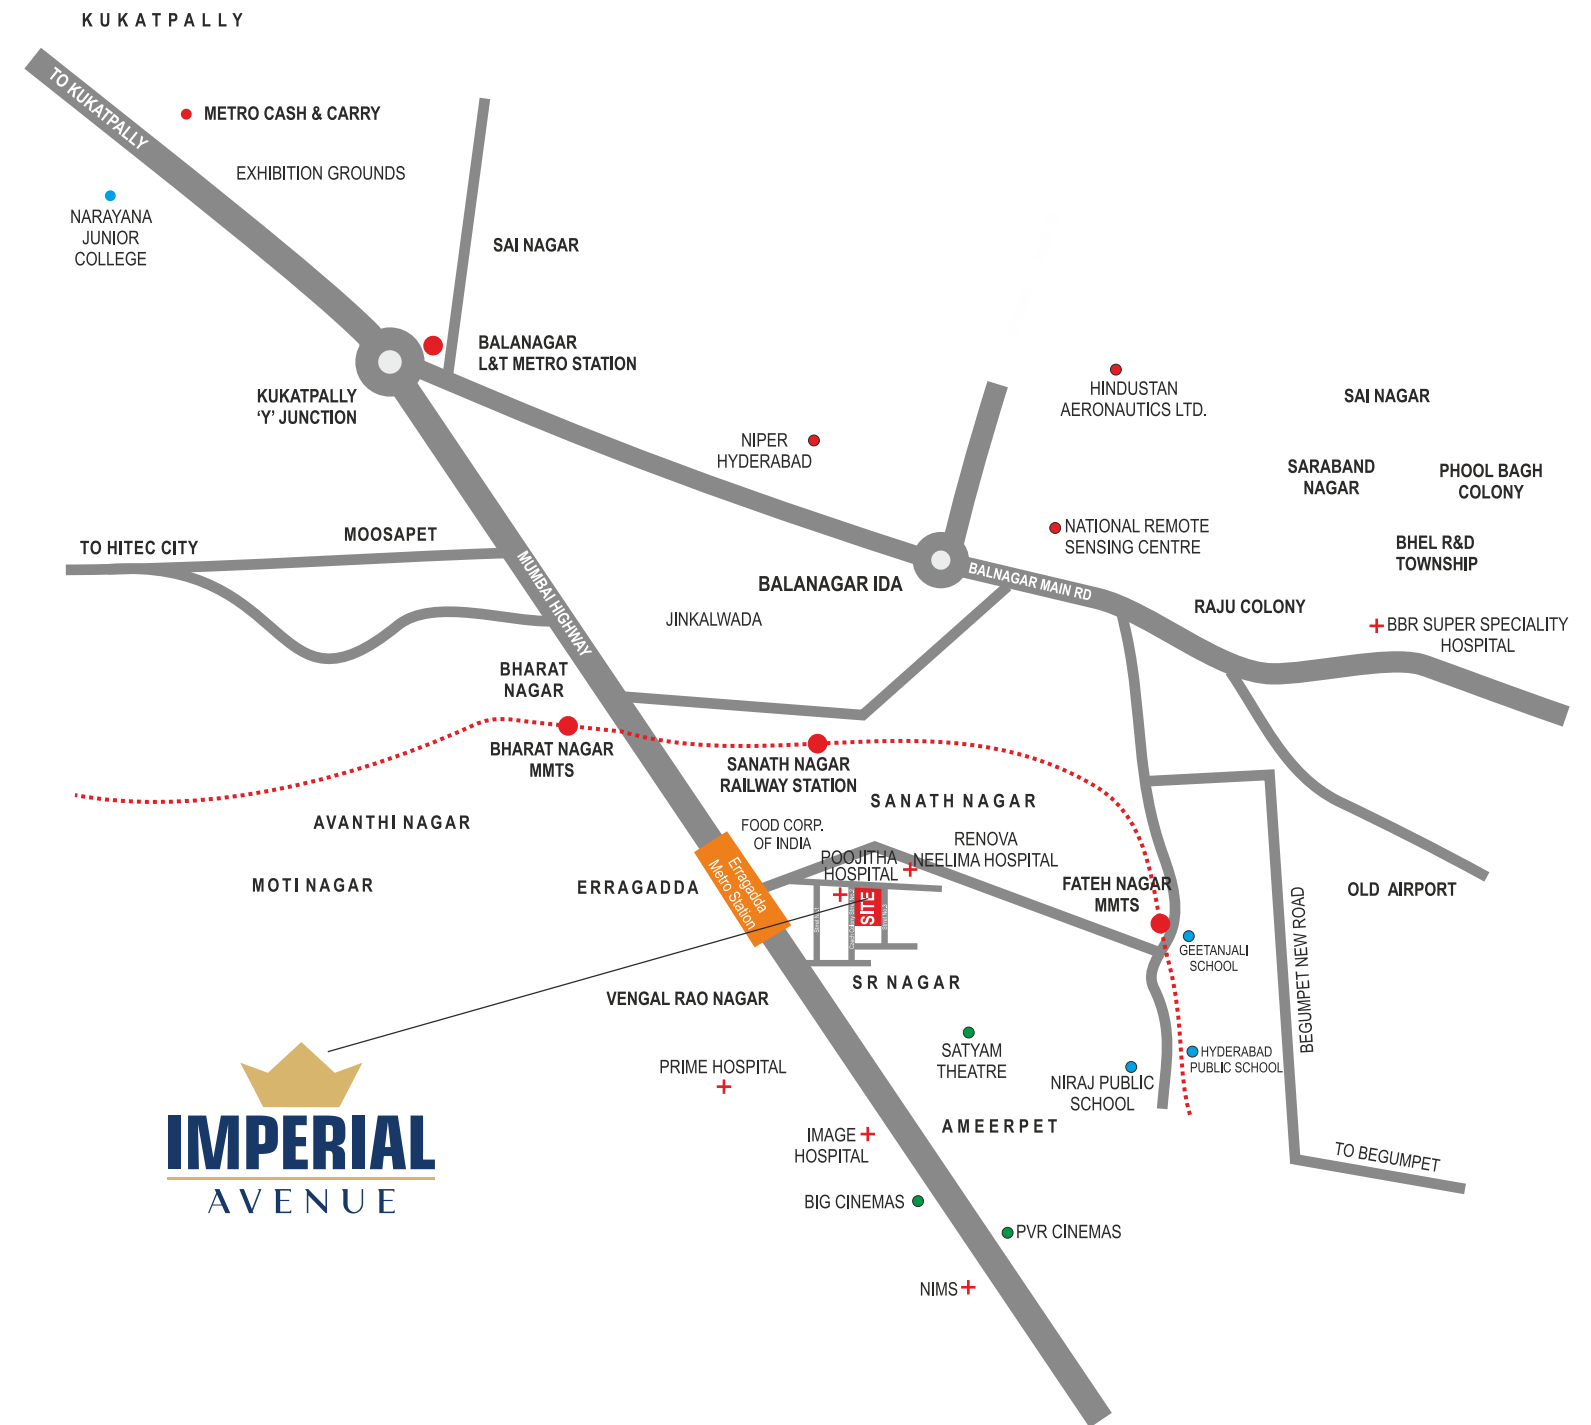 KUKATPALLY
TO KUKATPALLY
METRO CASH & CARRY
EXHIBITION GROUNDS
NARAYANA
JUNIOR
COLLEGE
SAI NAGAR
BALANAGAR
L&T METRO STATION
KUKATPALLY
‘Y’ JUNCTION
HINDUSTAN
AERONAUTICS LTD.
SAI NAGAR
NIPER
HYDERABAD
SARABAND
NAGAR
PHOOL BAGH
COLONY
MOOSAPET
TO HITEC CITY
MUMBAI HIGHWAY
NATIONAL REMOTE
SENSING CENTRE
BHEL R&D
TOWNSHIP
BALANAGAR IDA
BALNAGAR MAIN RD
RAJU COLONY
JINKALWADA
BBR SUPER SPECIALITY
HOSPITAL
BHARAT
NAGAR
BHARAT NAGAR
MMTS
SANATH NAGAR
RAILWAY STATION
SANATH NAGAR
AVANTHI NAGAR
FOOD CORP.
OF INDIA
RENOVA
NEELIMA HOSPITAL
POOJITHA
HOSPITAL
MOTI NAGAR
ERRAGADDA
Erragadda
Metro Station
SITE
FATEH NAGAR
MMTS
OLD AIRPORT
GEETANJALI
SCHOOL
BEGUMPET NEW ROAD
SR NAGAR
VENGAL RAO NAGAR
SATYAM
THEATRE
HYDERABAD
PUBLIC SCHOOL
PRIME HOSPITAL
NIRAJ PUBLIC
SCHOOL
AMEERPET
IMAGE
HOSPITAL
TO BEGUMPET
IMPERIAL
AVENUE
BIG CINEMAS
PVR CINEMAS
NIMS